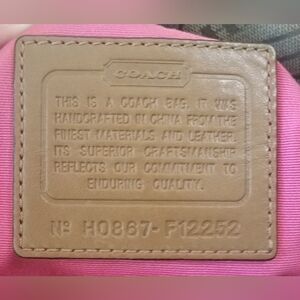 COACH
THIS IS A COACH BAG. IT WAS
HANDCRAFTED IN CHINA FROM THE
FINEST MATERIALS AND LEATHER.
ITS SUPERIOR CRAFTSMANSHIP
REFLECTS OUR COMMITMENT TO
ENDURING QUALITY.
Nº H0867-F12252